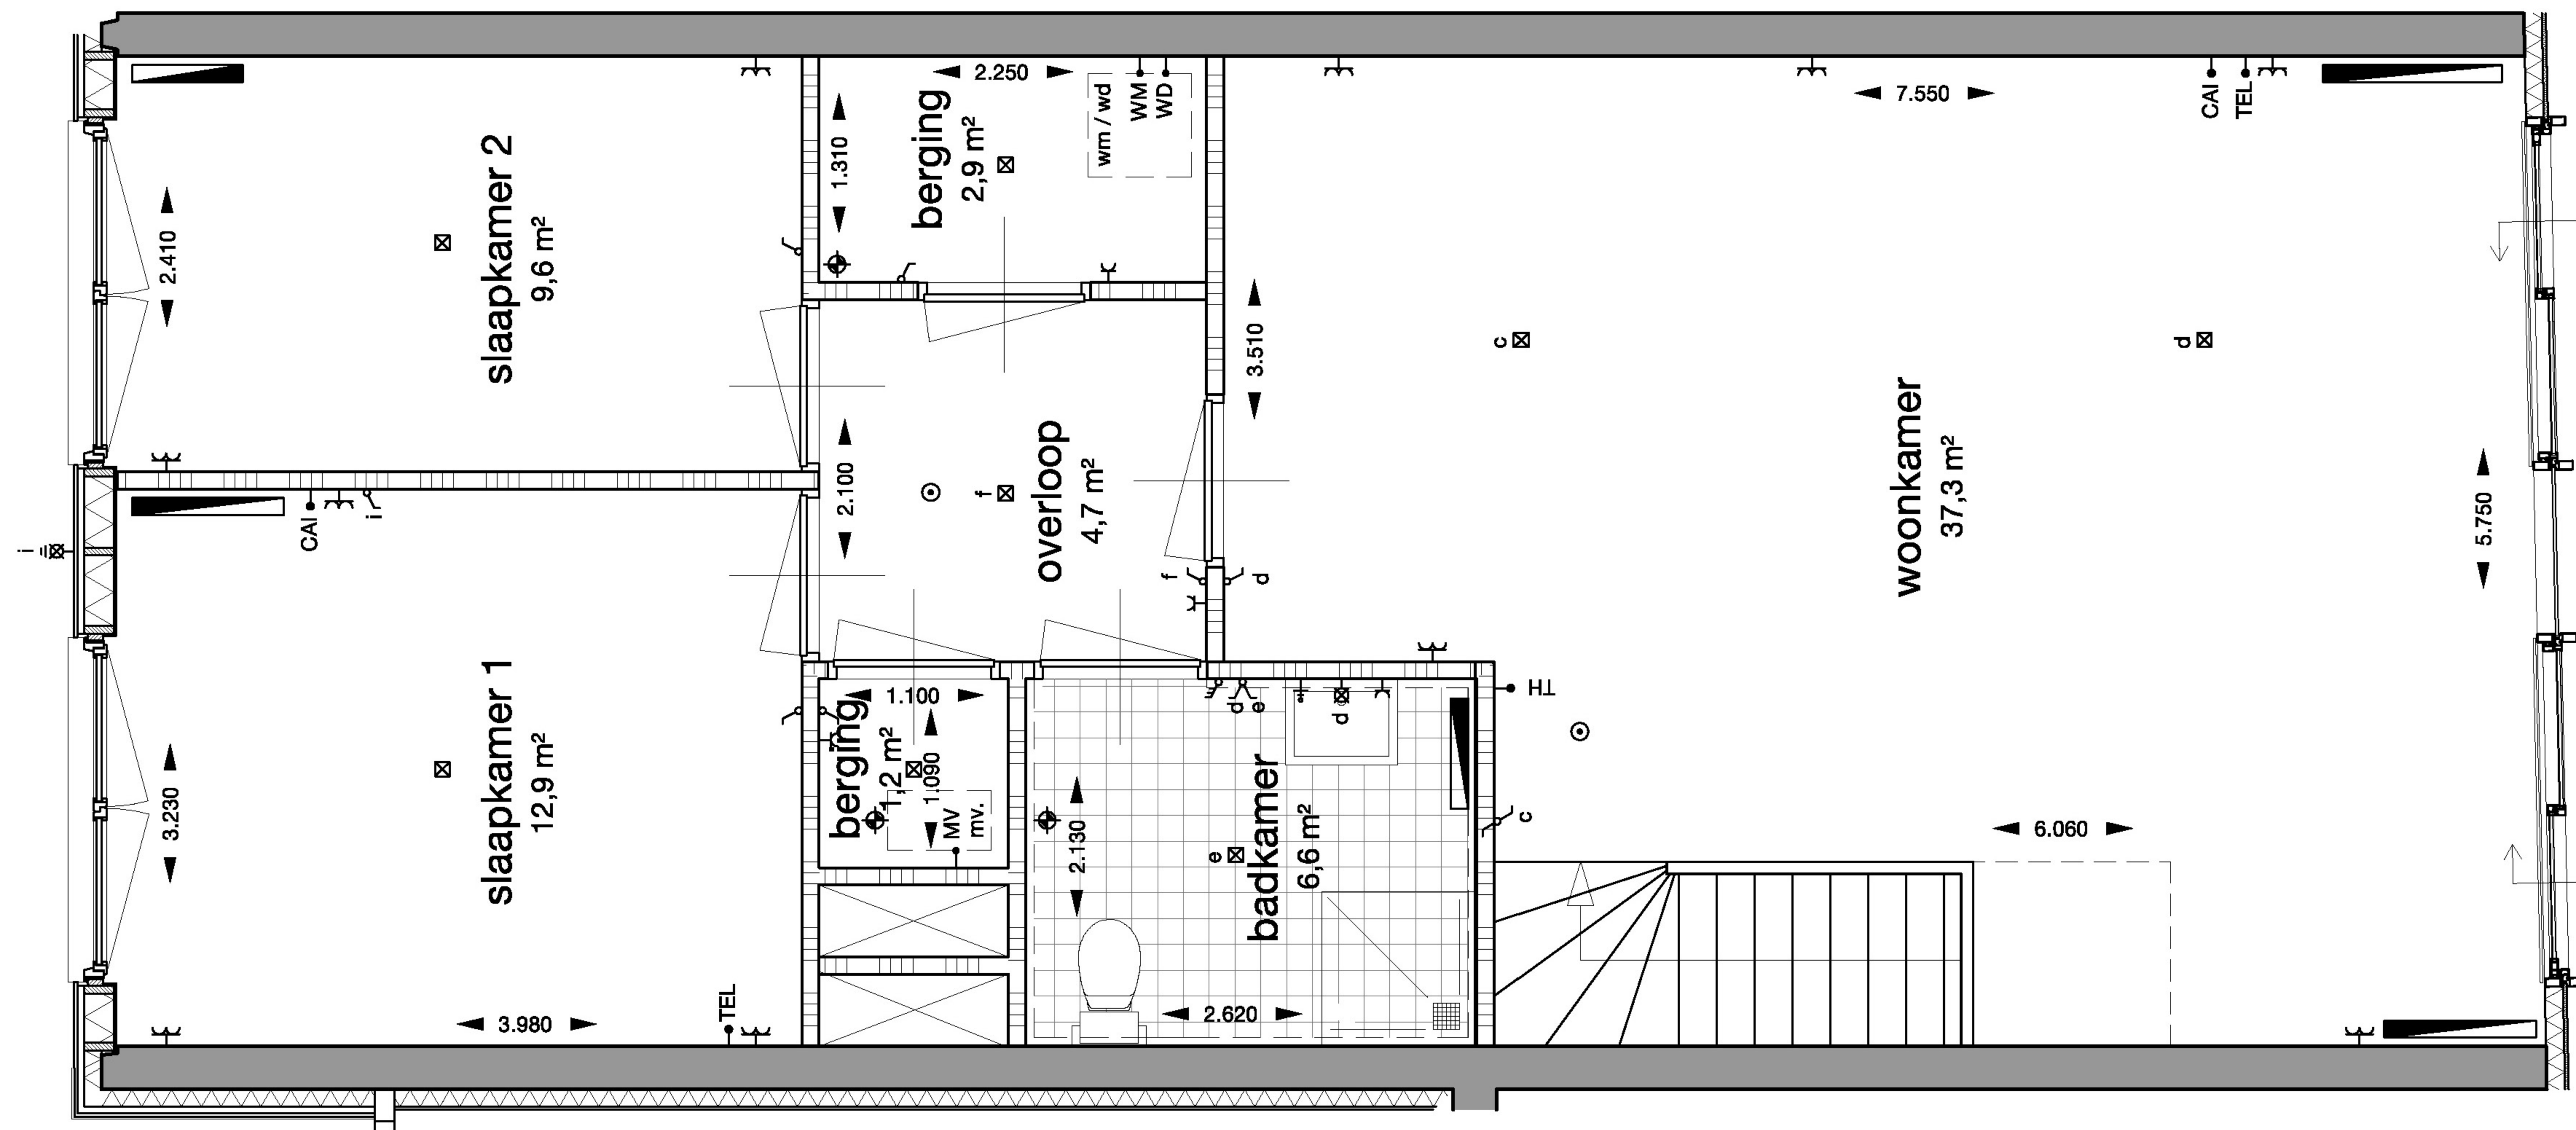 slaapkamer 2
9,6 m²
2.410
berging
2,9 m²
2.250
1.310
wm / wd
WM
WD
7.550
CAI
TEL
c
d
3.510
woonkamer
37,3 m²
5.750
overloop
4,7 m²
2.100
f
f
d
i
CAI
i
slaapkamer 1
12,9 m²
3.230
3.980
TEL
berging
1,2 m²
1.100
1.090
MV
mv.
badkamer
6,6 m²
2.130
2.620
d
e
d
e
TH
c
6.060